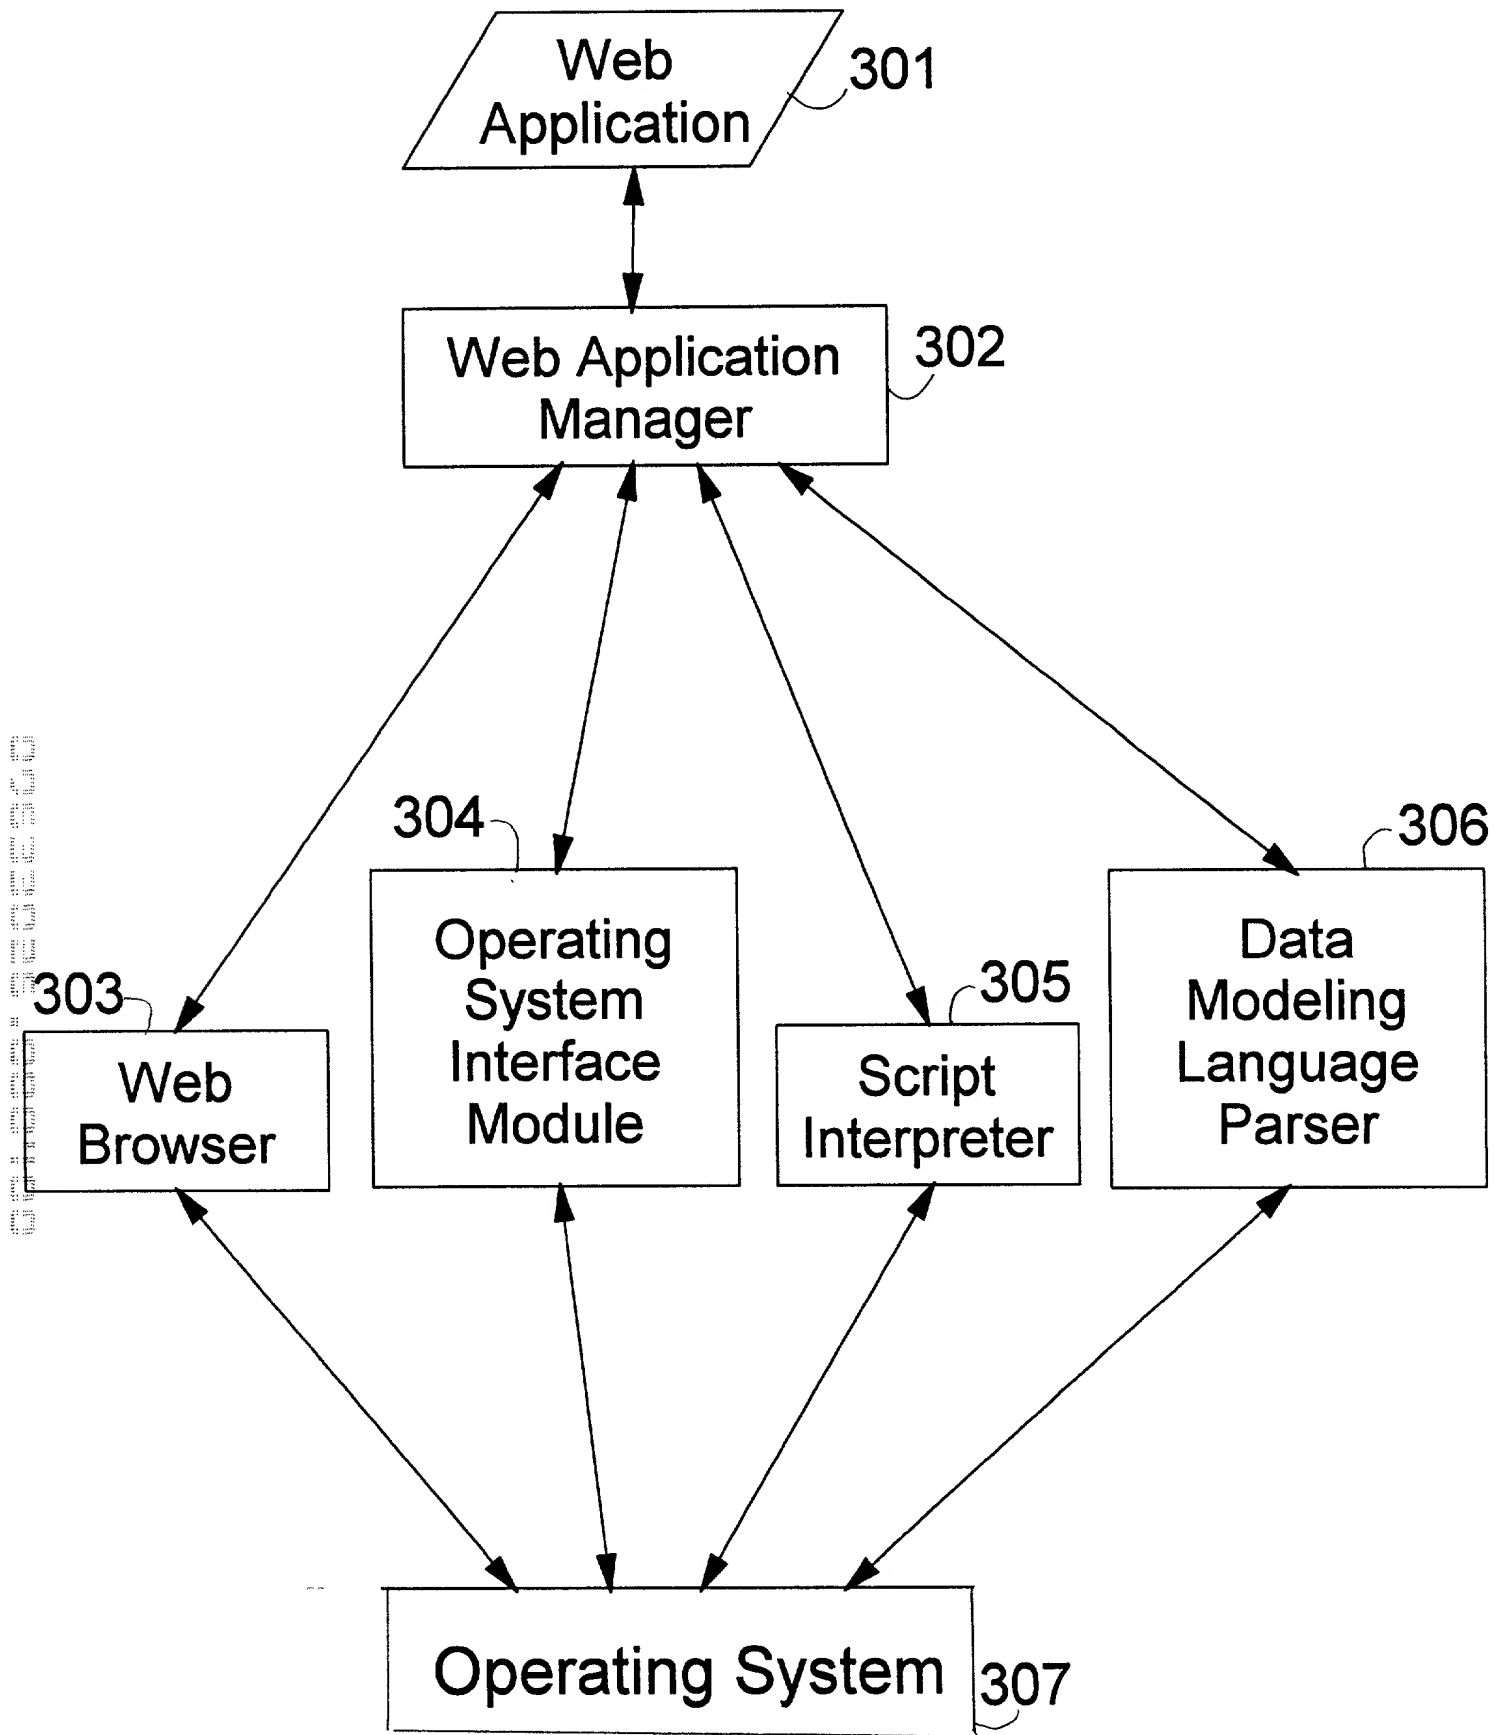 Web
Application
301
Web Application
Manager
302
303
Web
Browser
304
Operating
System
Interface
Module
305
Script
Interpreter
306
Data
Modeling
Language
Parser
Operating System
307